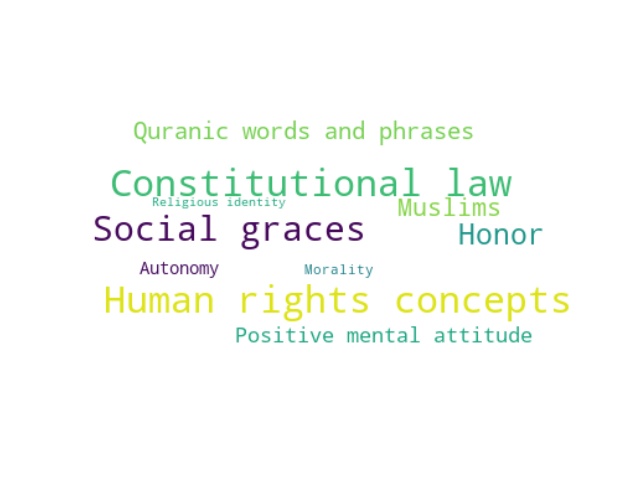 Quranic words and phrases
Constitutional law
Religious identity
Muslims
Social graces
Honor
Autonomy
Morality
Human rights concepts
Positive mental attitude